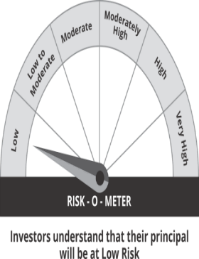 Low
Low to
Moderate
Moderate
Moderately
High
High
Very High
RISK - O - METER
Investors understand that their principal
will be at Low Risk